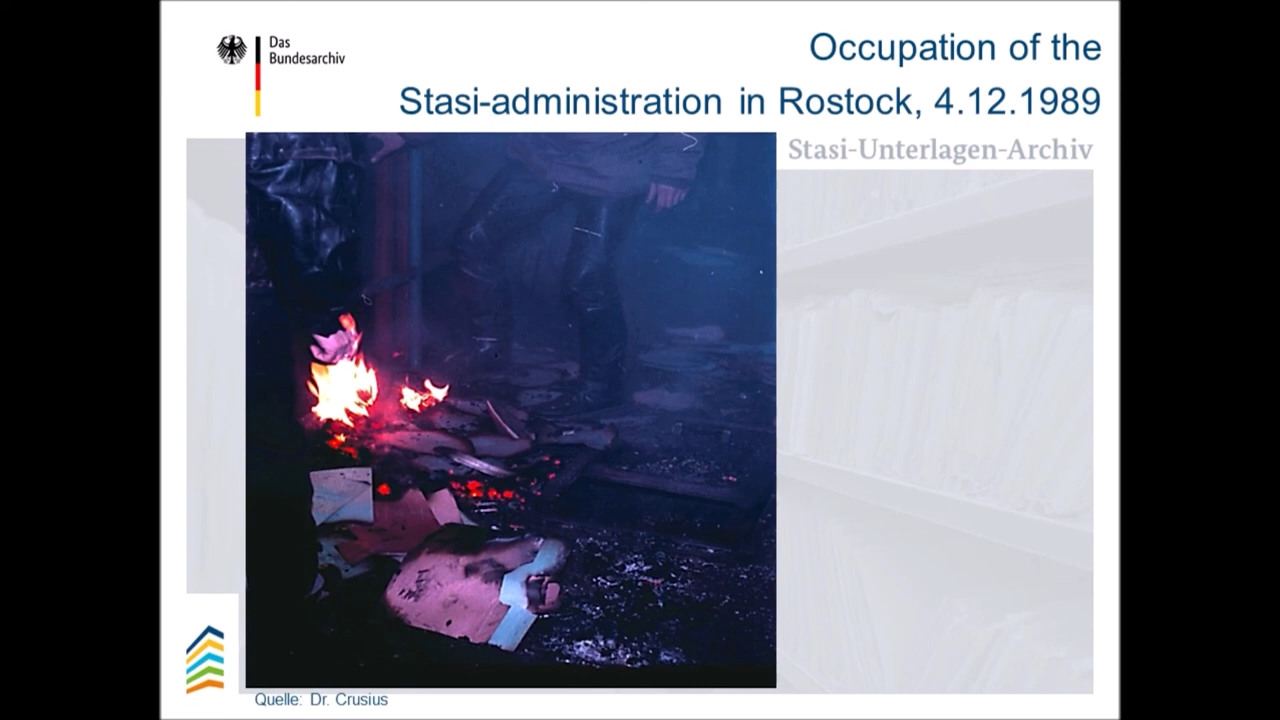 Das
Bundesarchiv
Occupation of the
Stasi-administration in Rostock, 4.12.1989
Stasi-Unterlagen-Archiv
Quelle: Dr. Crusius